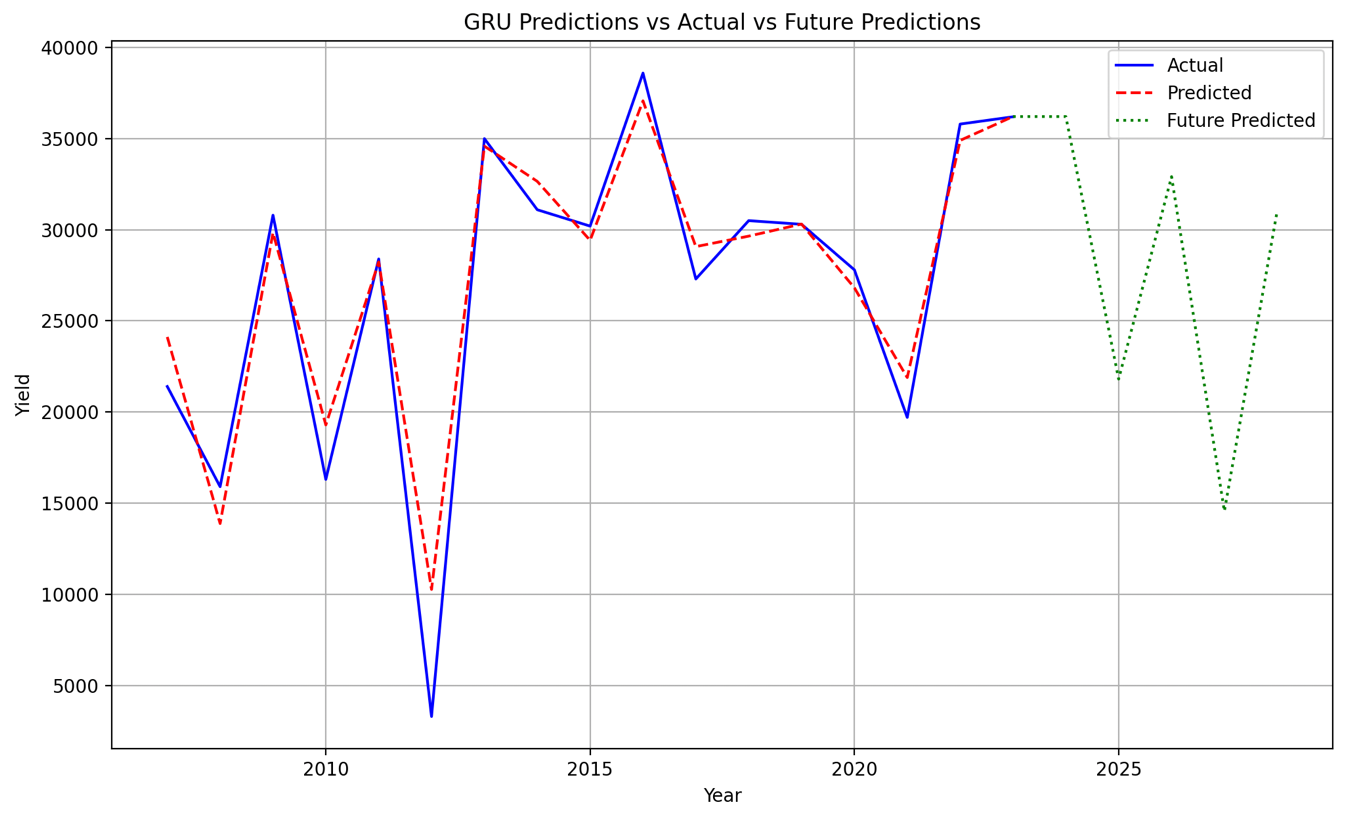 GRU Predictions vs Actual vs Future Predictions
Actual
Predicted
Future Predicted
40000
35000
30000
25000
20000
15000
10000
5000
Yield
2010
2015
2020
2025
Year